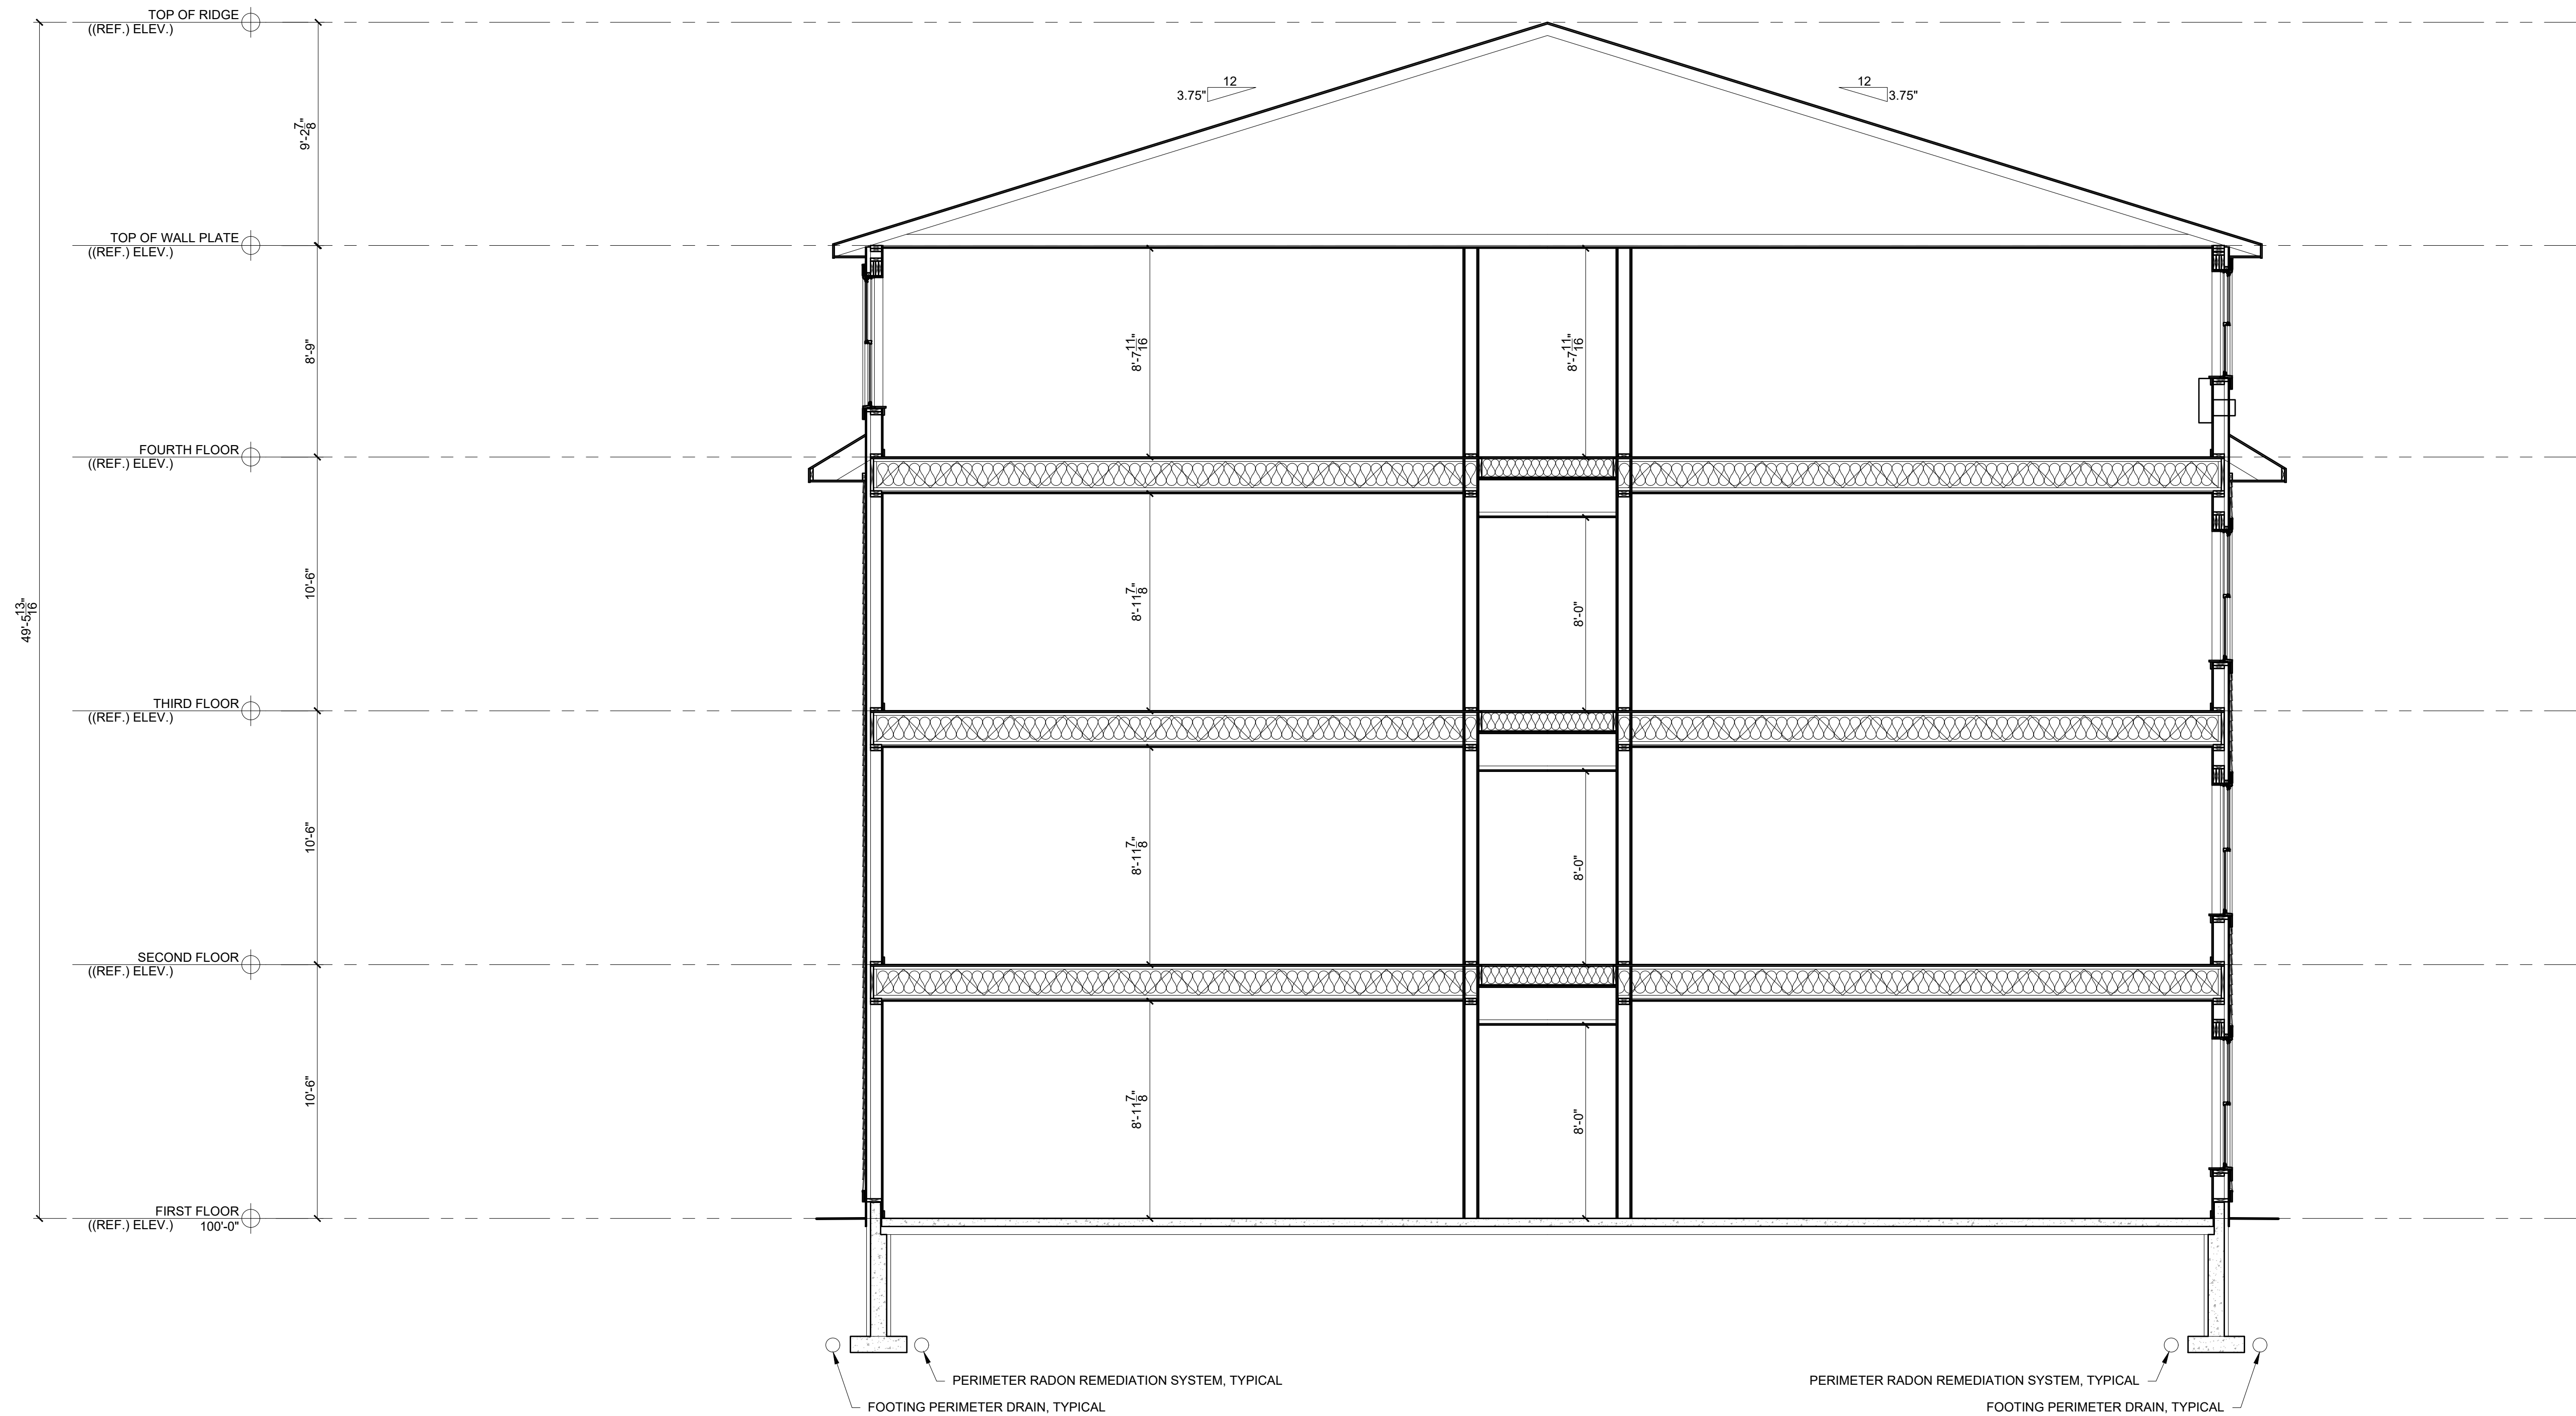 TOP OF RIDGE
((REF.) ELEV.)
12
3.75"
12
3.75"
9'-2 7/8"
TOP OF WALL PLATE
((REF.) ELEV.)
8'-9"
8'-7 11/16"
8'-7 11/16"
FOURTH FLOOR
((REF.) ELEV.)
10'-6"
8'-11 7/8"
8'-0"
49'-5 13/16"
THIRD FLOOR
((REF.) ELEV.)
10'-6"
8'-11 7/8"
8'-0"
SECOND FLOOR
((REF.) ELEV.)
10'-6"
8'-11 7/8"
8'-0"
FIRST FLOOR
((REF.) ELEV.) 100'-0"
PERIMETER RADON REMEDIATION SYSTEM, TYPICAL
PERIMETER RADON REMEDIATION SYSTEM, TYPICAL
FOOTING PERIMETER DRAIN, TYPICAL
FOOTING PERIMETER DRAIN, TYPICAL